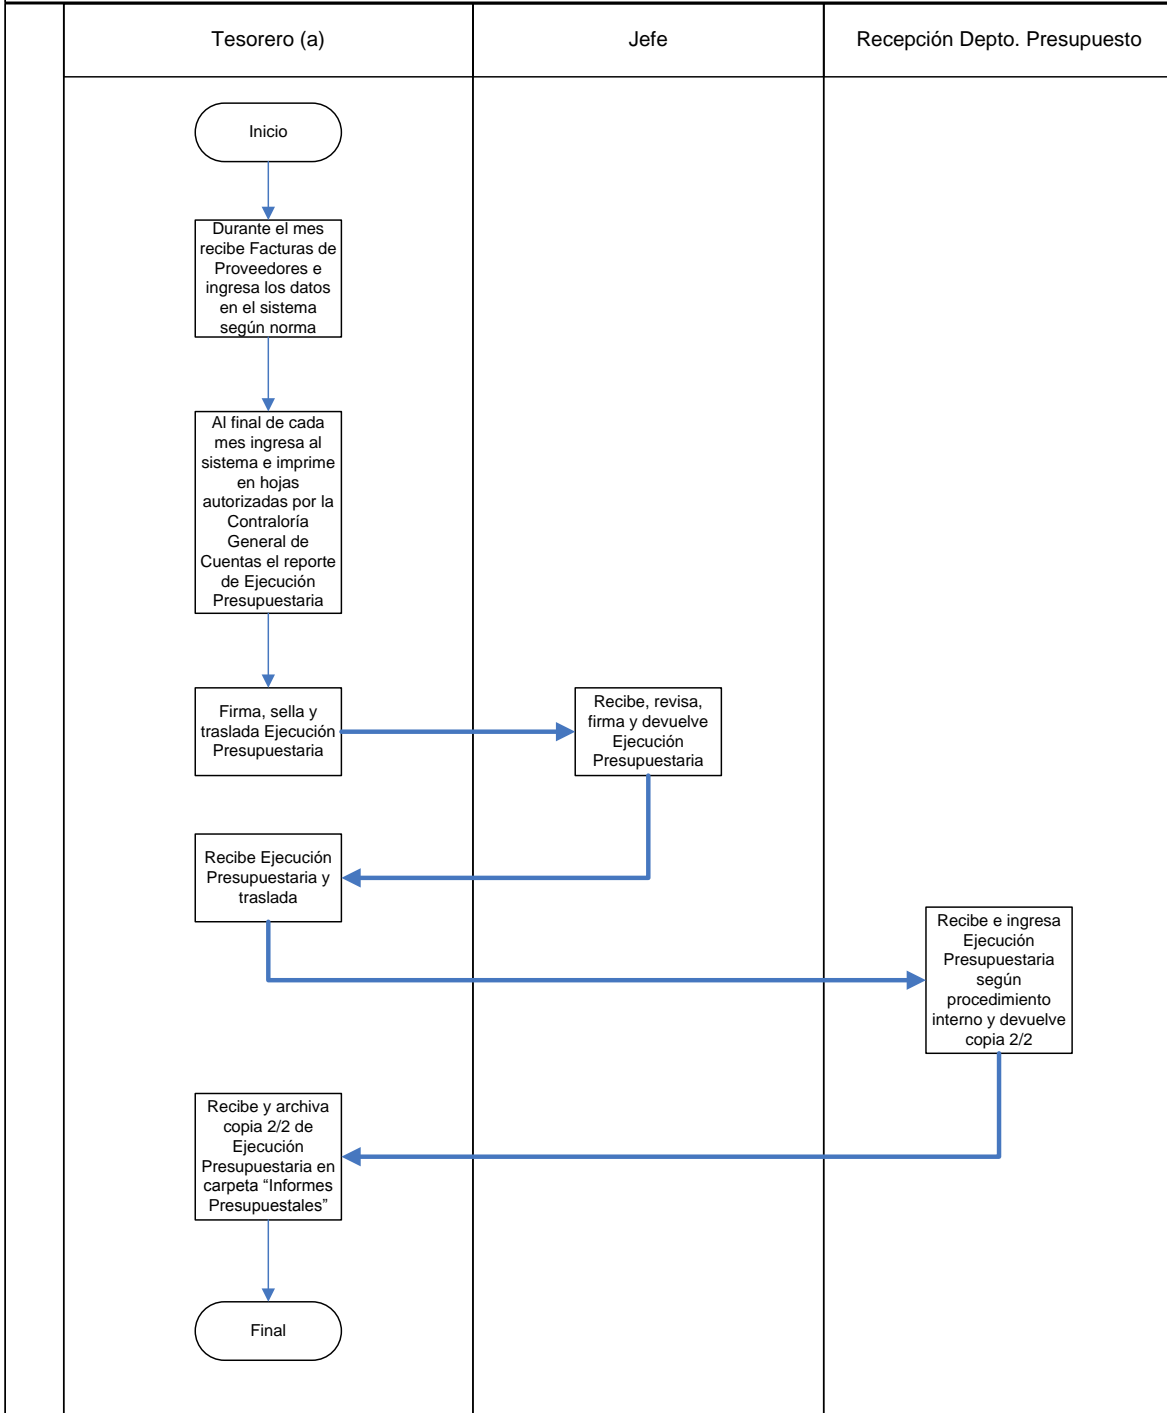 Tesorero (a)
Jefe
Recepción Depto. Presupuesto
Inicio
Durante el mes
recibe Facturas de
Proveedores e
ingresa los datos
en el sistema
según norma
Al final de cada
mes ingresa al
sistema e imprime
en hojas
autorizadas por la
Contraloría
General de
Cuentas el reporte
de Ejecución
Presupuestaria
Firma, sella y
traslada Ejecución
Presupuestaria
Recibe, revisa,
firma y devuelve
Ejecución
Presupuestaria
Recibe Ejecución
Presupuestaria y
traslada
Recibe e ingresa
Ejecución
Presupuestaria
según
procedimiento
interno y devuelve
copia 2/2
Recibe y archiva
copia 2/2 de
Ejecución
Presupuestaria en
carpeta “Informes
Presupuestales”
Final